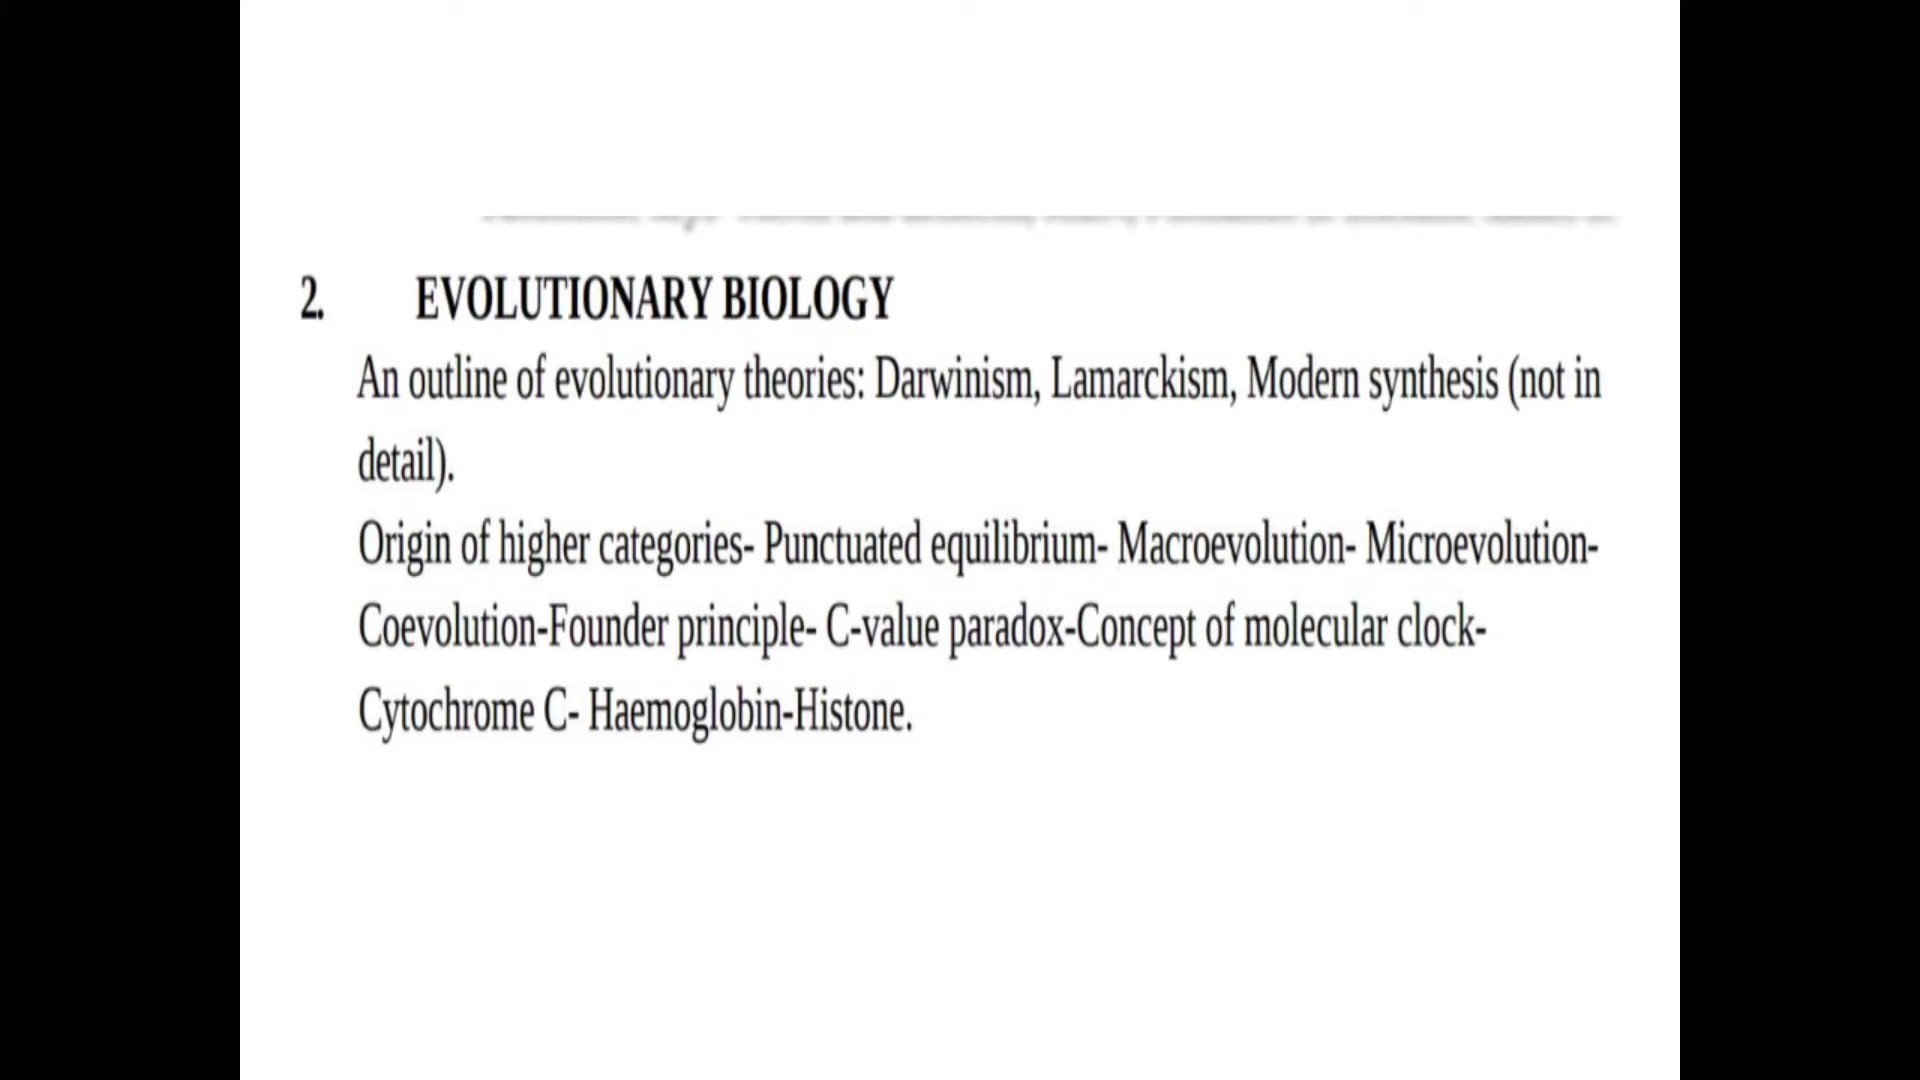 2. EVOLUTIONARY BIOLOGY
An outline of evolutionary theories: Darwinism, Lamarckism, Modern synthesis (not in
detail).
Origin of higher categories- Punctuated equilibrium- Macroevolution- Microevolution-
Coevolution-Founder principle- C-value paradox-Concept of molecular clock-
Cytochrome C- Haemoglobin-Histone.